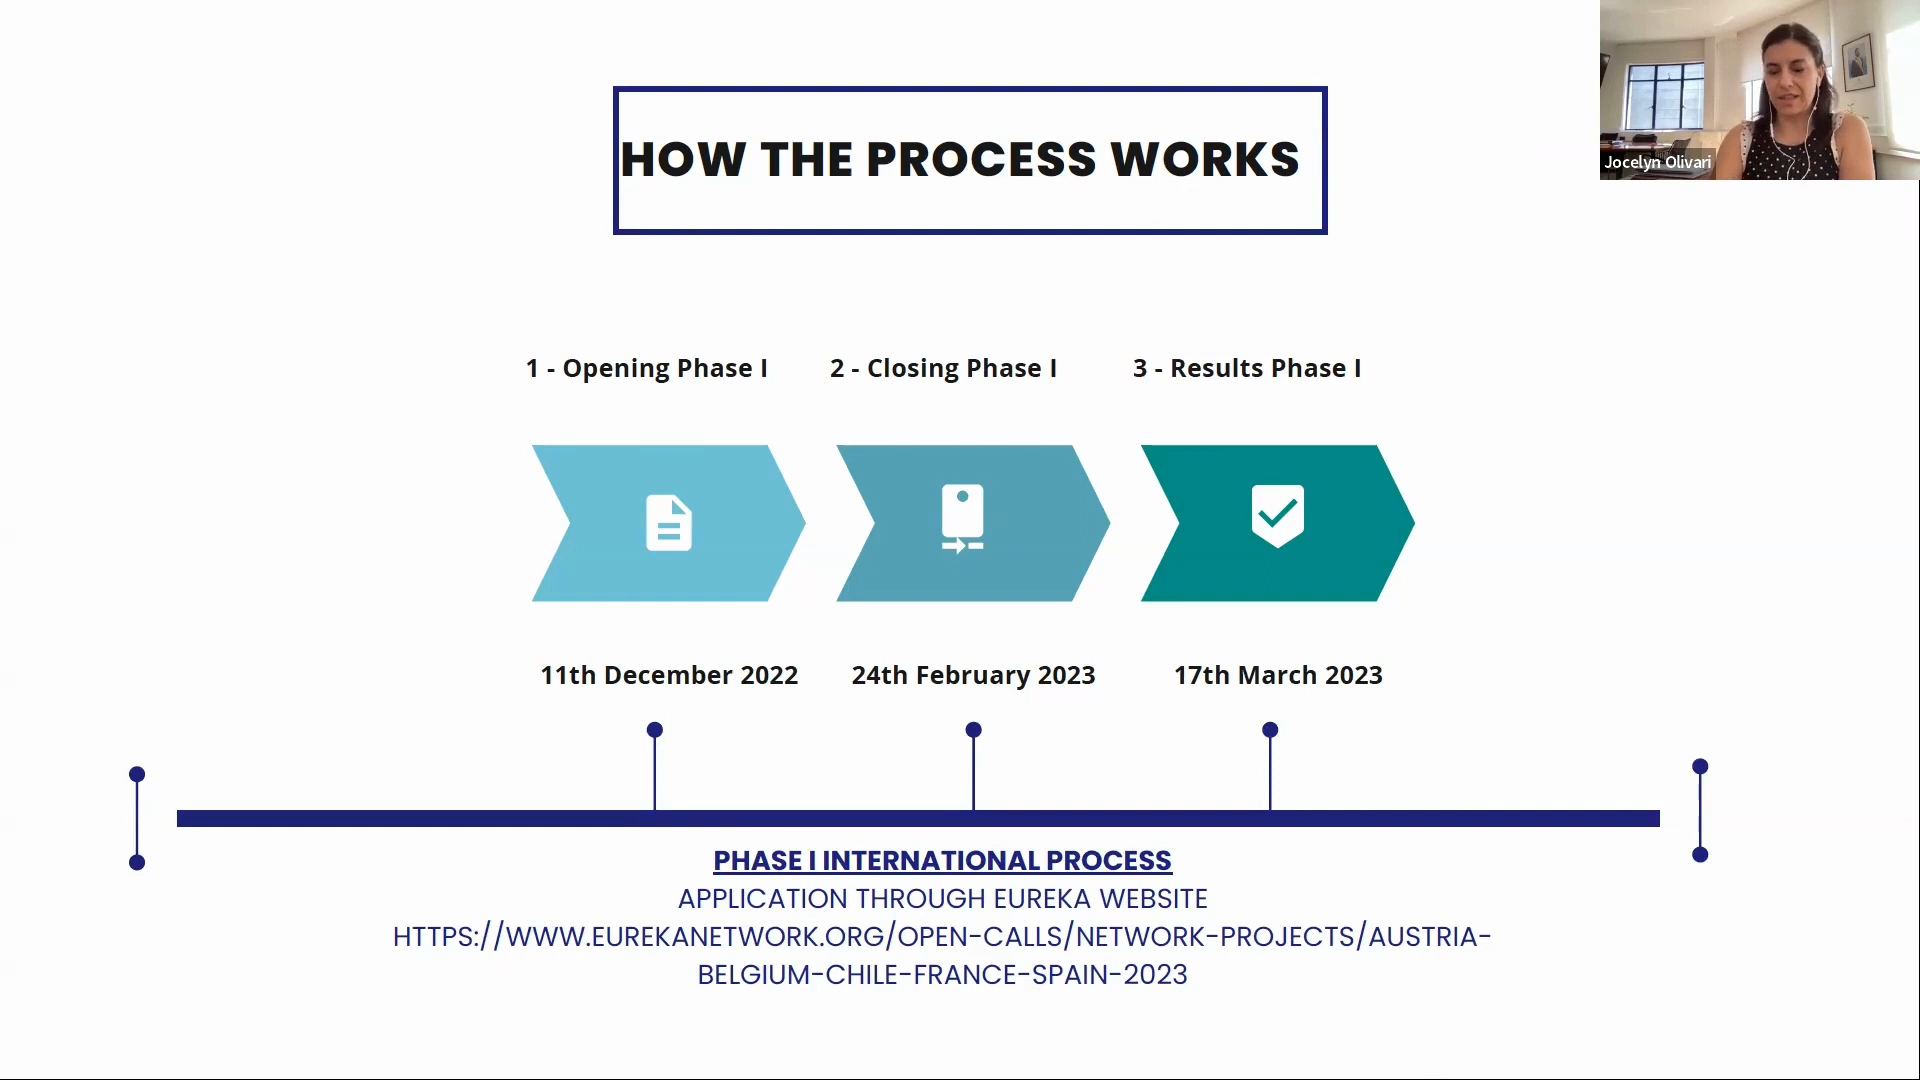 HOW THE PROCESS WORKS
Jocelyn Olivari
1 - Opening Phase I
2 - Closing Phase I
3 - Results Phase I
11th December 2022
24th February 2023
17th March 2023
PHASE I INTERNATIONAL PROCESS
APPLICATION THROUGH EUREKA WEBSITE
HTTPS://WWW.EUREKANETWORK.ORG/OPEN-CALLS/NETWORK-PROJECTS/AUSTRIA-
BELGIUM-CHILE-FRANCE-SPAIN-2023